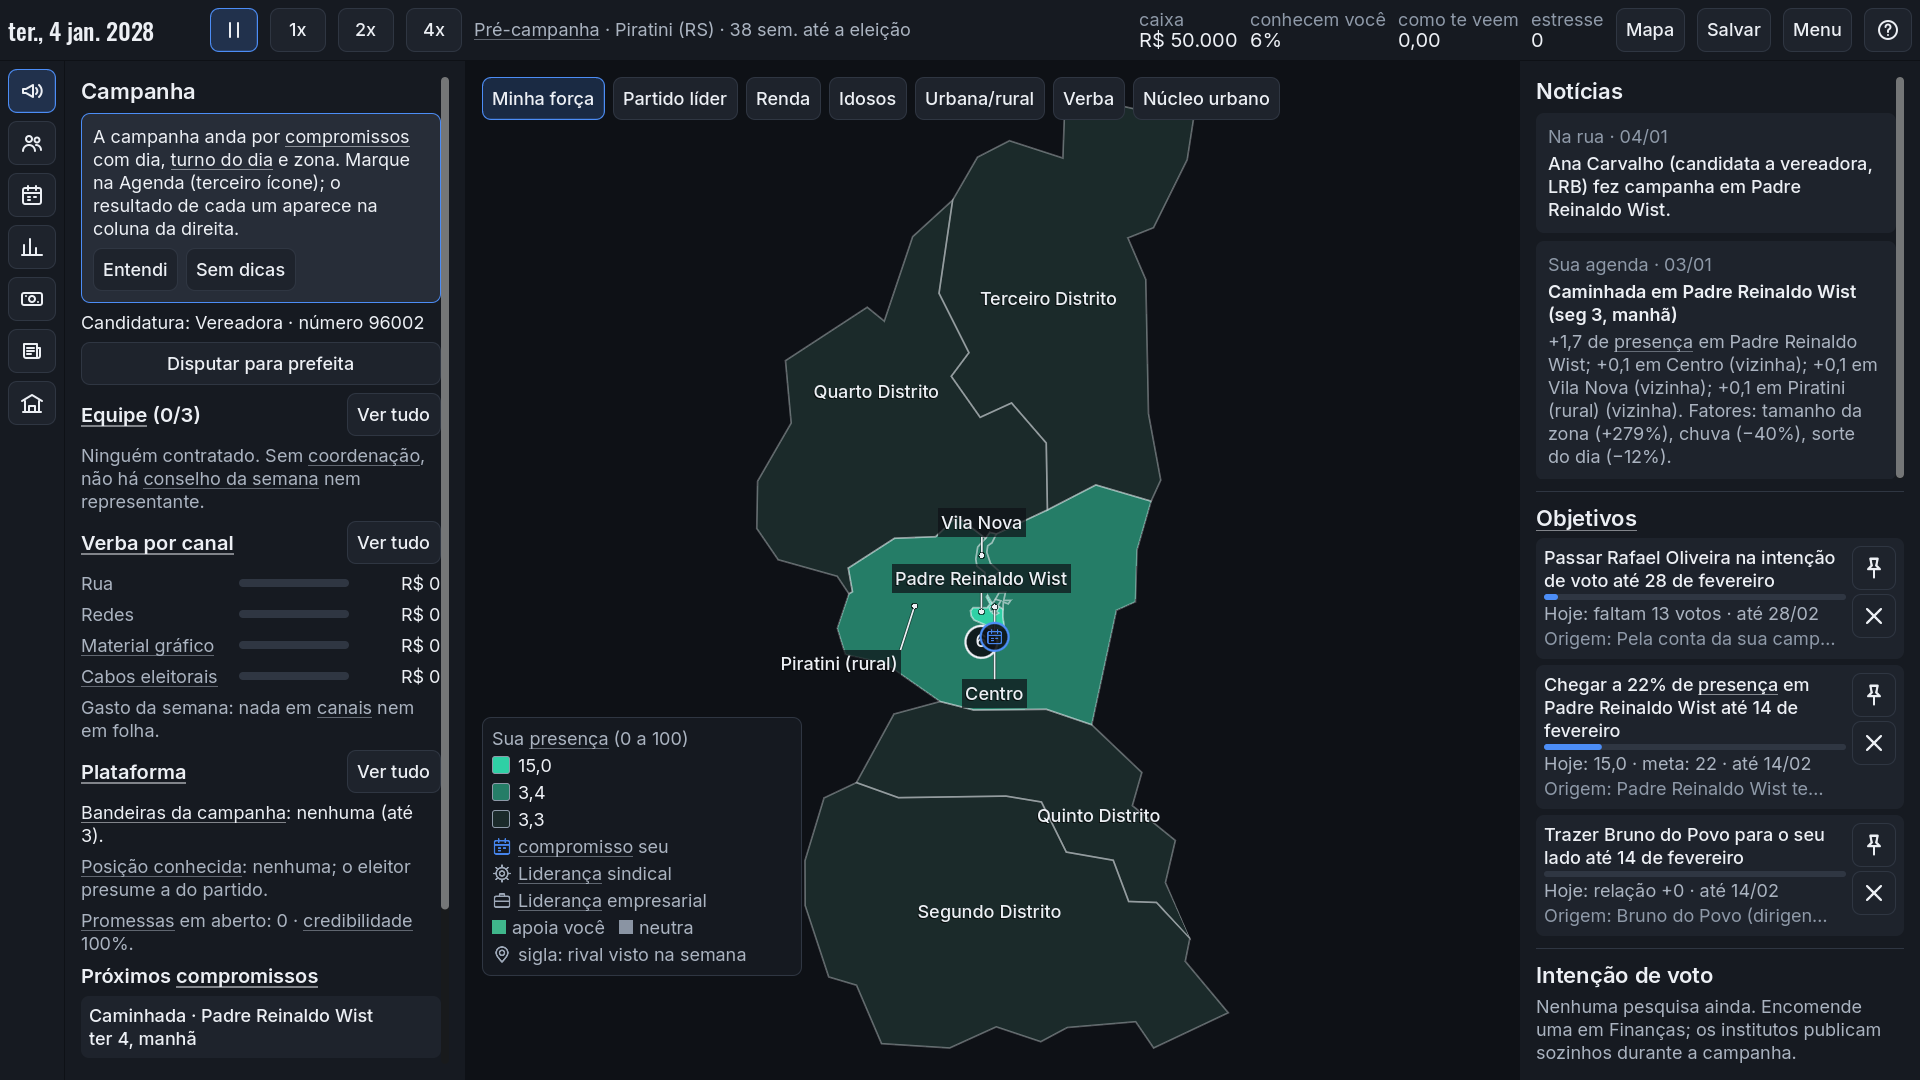 ter., 4 jan. 2028
1x
2x
4x
Pré-campanha · Piratini (RS) · 38 sem. até a eleição
caixa
R$ 50.000
conhecem você
6%
como te veem
0,00
estresse
0
Mapa
Salvar
Menu
Campanha
A campanha anda por compromissos
com dia, turno do dia e zona. Marque
na Agenda (terceiro ícone); o
resultado de cada um aparece na
coluna da direita.
Entendi
Sem dicas
Candidatura: Vereadora · número 96002
Disputar para prefeita
Equipe (0/3)
Ver tudo
Ninguém contratado. Sem coordenação,
não há conselho da semana nem
representante.
Verba por canal
Ver tudo
Rua R$ 0
Redes R$ 0
Material gráfico R$ 0
Cabos eleitorais R$ 0
Gasto da semana: nada em canais nem
em folha.
Plataforma
Ver tudo
Bandeiras da campanha: nenhuma (até
3).
Posição conhecida: nenhuma; o eleitor
presume a do partido.
Promessas em aberto: 0 · credibilidade
100%.
Próximos compromissos
Caminhada · Padre Reinaldo Wist
ter 4, manhã
Minha força
Partido líder
Renda
Idosos
Urbana/rural
Verba
Núcleo urbano
Terceiro Distrito
Quarto Distrito
Vila Nova
Padre Reinaldo Wist
Piratini (rural)
Centro
Quinto Distrito
Segundo Distrito
Sua presença (0 a 100)
15,0
3,4
3,3
compromisso seu
Liderança sindical
Liderança empresarial
apoia você
neutra
sigla: rival visto na semana
Notícias
Na rua · 04/01
Ana Carvalho (candidata a vereadora,
LRB) fez campanha em Padre
Reinaldo Wist.
Sua agenda · 03/01
Caminhada em Padre Reinaldo Wist
(seg 3, manhã)
+1,7 de presença em Padre Reinaldo
Wist; +0,1 em Centro (vizinha); +0,1 em
Vila Nova (vizinha); +0,1 em Piratini
(rural) (vizinha). Fatores: tamanho da
zona (+279%), chuva (−40%), sorte
do dia (−12%).
Objetivos
Passar Rafael Oliveira na intenção
de voto até 28 de fevereiro
Hoje: faltam 13 votos · até 28/02
Origem: Pela conta da sua camp...
Chegar a 22% de presença em
Padre Reinaldo Wist até 14 de
fevereiro
Hoje: 15,0 · meta: 22 · até 14/02
Origem: Padre Reinaldo Wist te...
Trazer Bruno do Povo para o seu
lado até 14 de fevereiro
Hoje: relação +0 · até 14/02
Origem: Bruno do Povo (dirigen...
Intenção de voto
Nenhuma pesquisa ainda. Encomende
uma em Finanças; os institutos publicam
sozinhos durante a campanha.